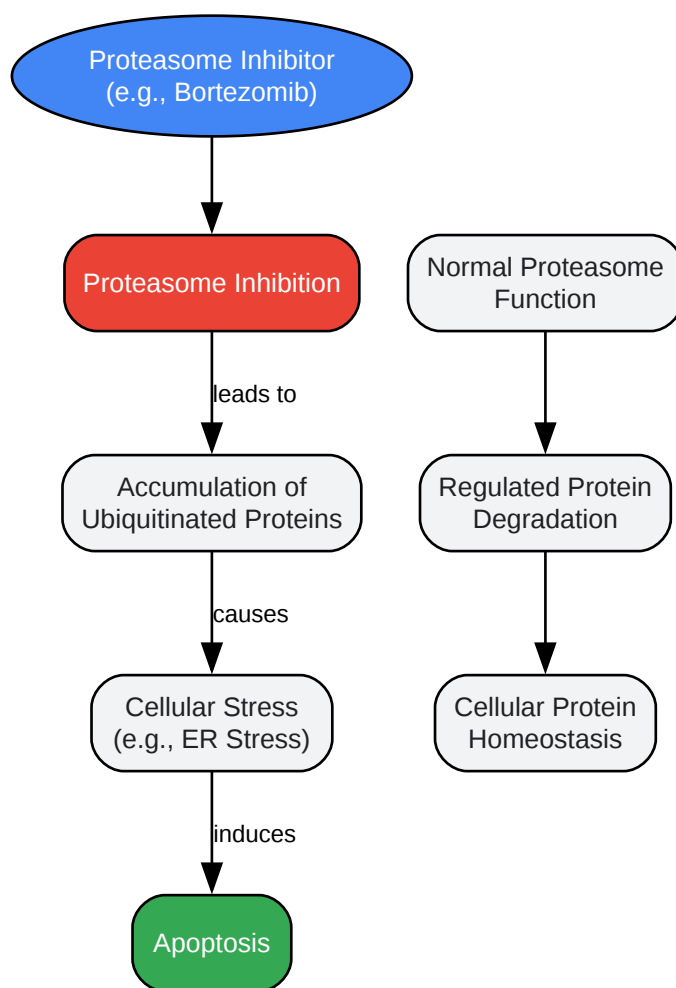 Proteasome Inhibitor
(e.g., Bortezomib)
Proteasome Inhibition
leads to
Accumulation of
Ubiquitinated Proteins
causes
Cellular Stress
(e.g., ER Stress)
induces
Apoptosis
Normal Proteasome
Function
Regulated Protein
Degradation
Cellular Protein
Homeostasis